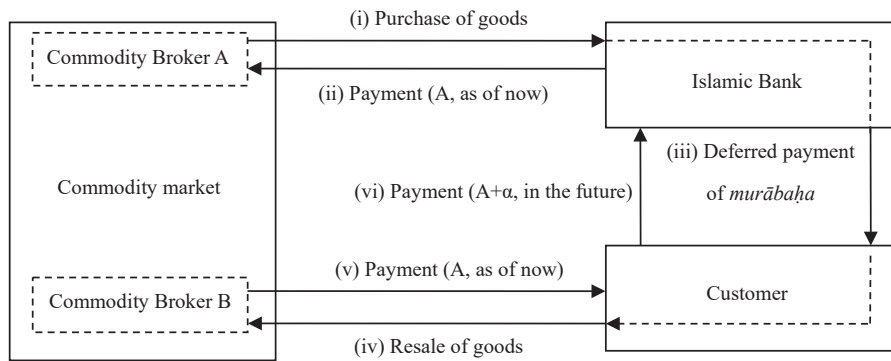 (i) Purchase of goods
Commodity Broker A
Islamic Bank
(ii) Payment (A, as of now)
(iii) Deferred payment
of murābaḥa
Commodity market
(vi) Payment (A+α, in the future)
(v) Payment (A, as of now)
Commodity Broker B
Customer
(iv) Resale of goods